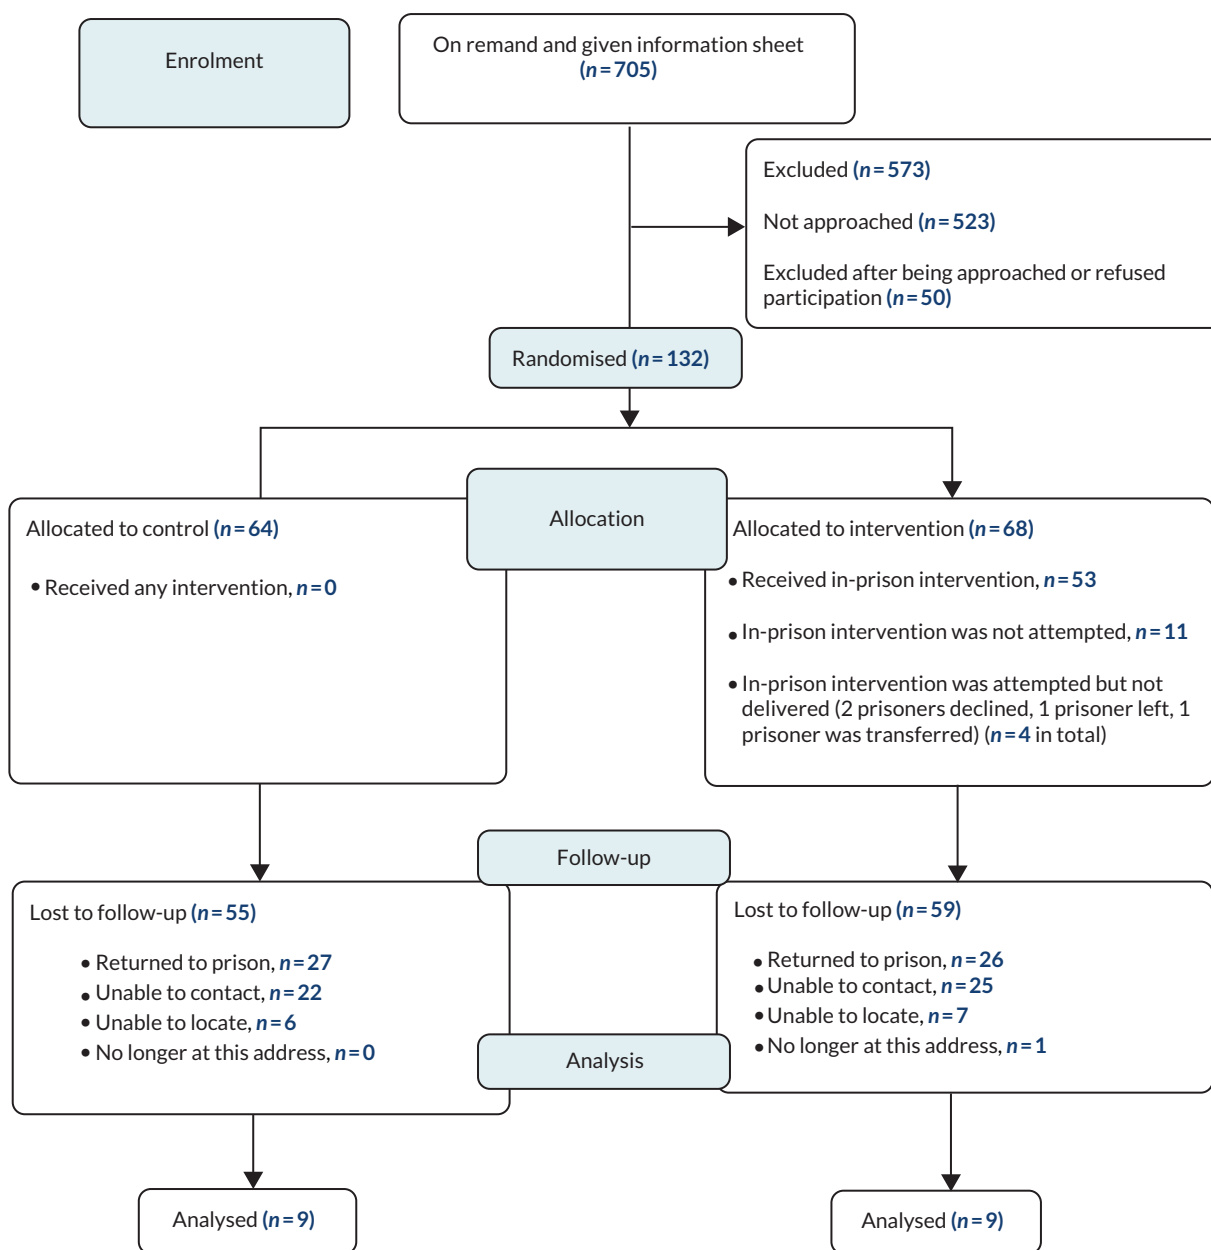 Enrolment
On remand and given information sheet
(n=705)
Excluded (n=573)
Not approached (n=523)
Excluded after being approached or refused
participation (n=50)
Randomised (n=132)
Allocation
Allocated to control (n=64)
• Received any intervention, n=0
Allocated to intervention (n=68)
• Received in-prison intervention, n=53
• In-prison intervention was not attempted, n=11
• In-prison intervention was attempted but not
delivered (2 prisoners declined, 1 prisoner left, 1
prisoner was transferred) (n=4 in total)
Follow-up
Lost to follow-up (n=55)
• Returned to prison, n=27
• Unable to contact, n=22
• Unable to locate, n=6
• No longer at this address, n=0
Lost to follow-up (n=59)
• Returned to prison, n=26
• Unable to contact, n=25
• Unable to locate, n=7
• No longer at this address, n=1
Analysis
Analysed (n=9)
Analysed (n=9)